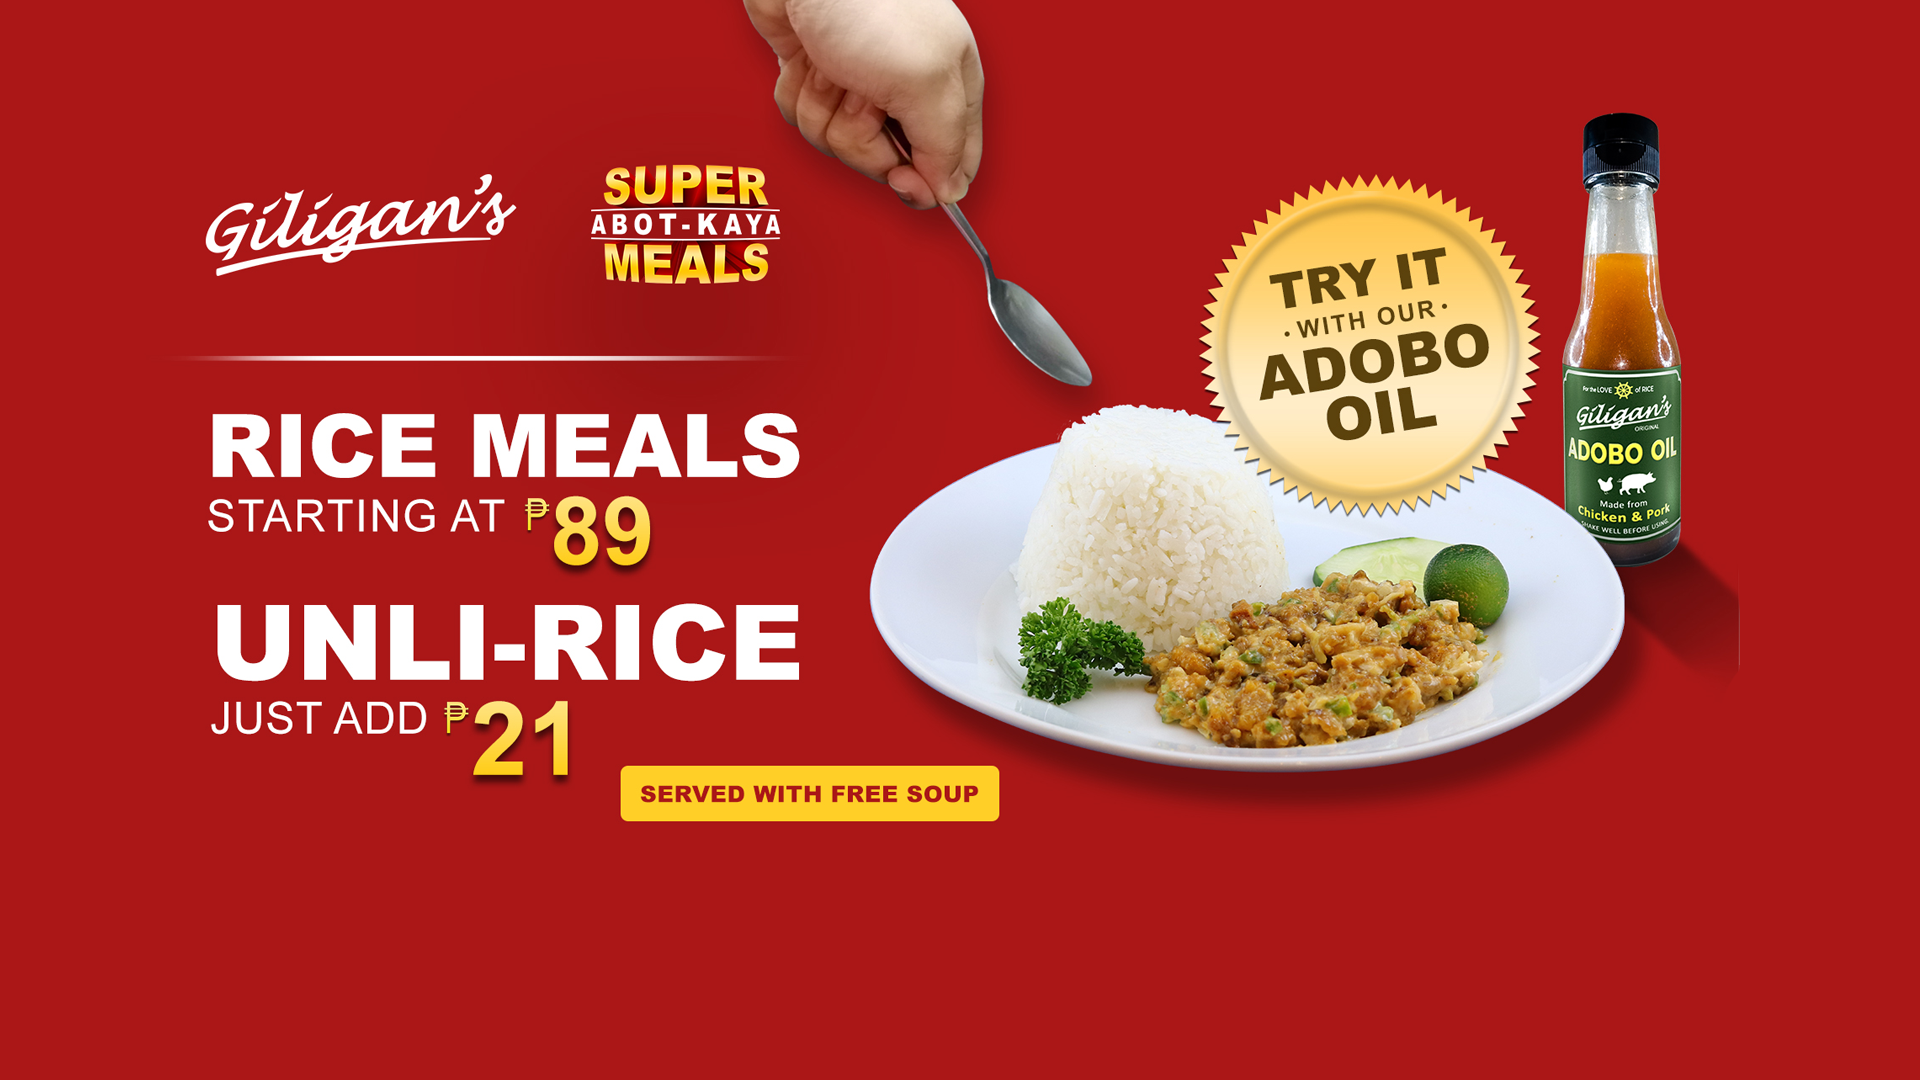 Giligan's
SUPER
ABOT-KAYA
MEALS
RICE MEALS
STARTING AT ₱89
UNLI-RICE
JUST ADD ₱21
SERVED WITH FREE SOUP
TRY IT
·WITH OUR·
ADOBO
OIL
For the LOVE of RICE
Giligan's
ORIGINAL
ADOBO OIL
Made from
Chicken & Pork
SHAKE WELL BEFORE USING